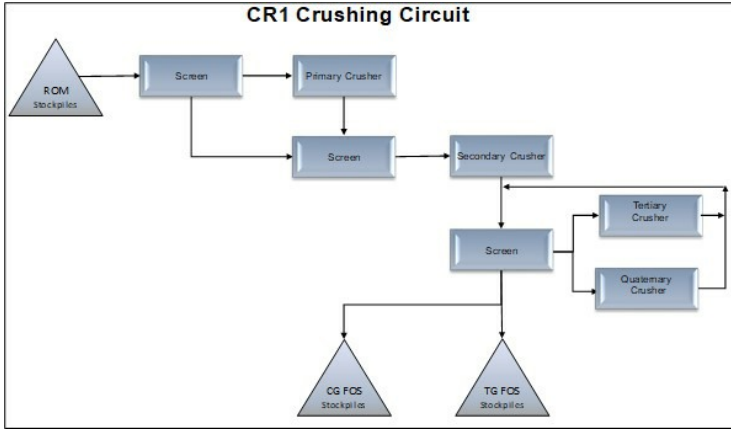 CR1 Crushing Circuit
ROM
Stockpiles
Screen
Primary Crusher
Screen
Secondary Crusher
Tertiary
Crusher
Screen
Quaternary
Crusher
CG FOS
Stockpiles
TG FOS
Stockpiles